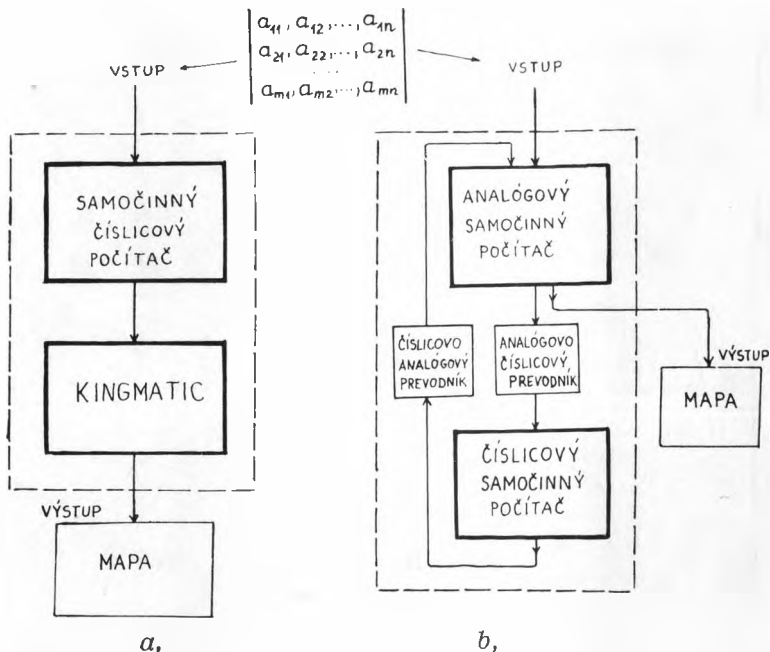 a11, a12, ..., a1n
a21, a22, ..., a2n
....
am1, am2, ..., amn
VSTUP
SAMOČINNÝ
ČÍSLICOVÝ
POČÍTAČ
KINGMATIC
VÝSTUP
MAPA
a,
VSTUP
ANALÓGOVÝ
SAMOČINNÝ
POČÍTAČ
ČÍSLICOVO
ANALÓGOVÝ
PREVODNÍK
ANALÓGOVO
ČÍSLICOVÝ
PREVODNÍK
VÝSTUP
MAPA
ČÍSLICOVÝ
SAMOČINNÝ
POČÍTAČ
b,